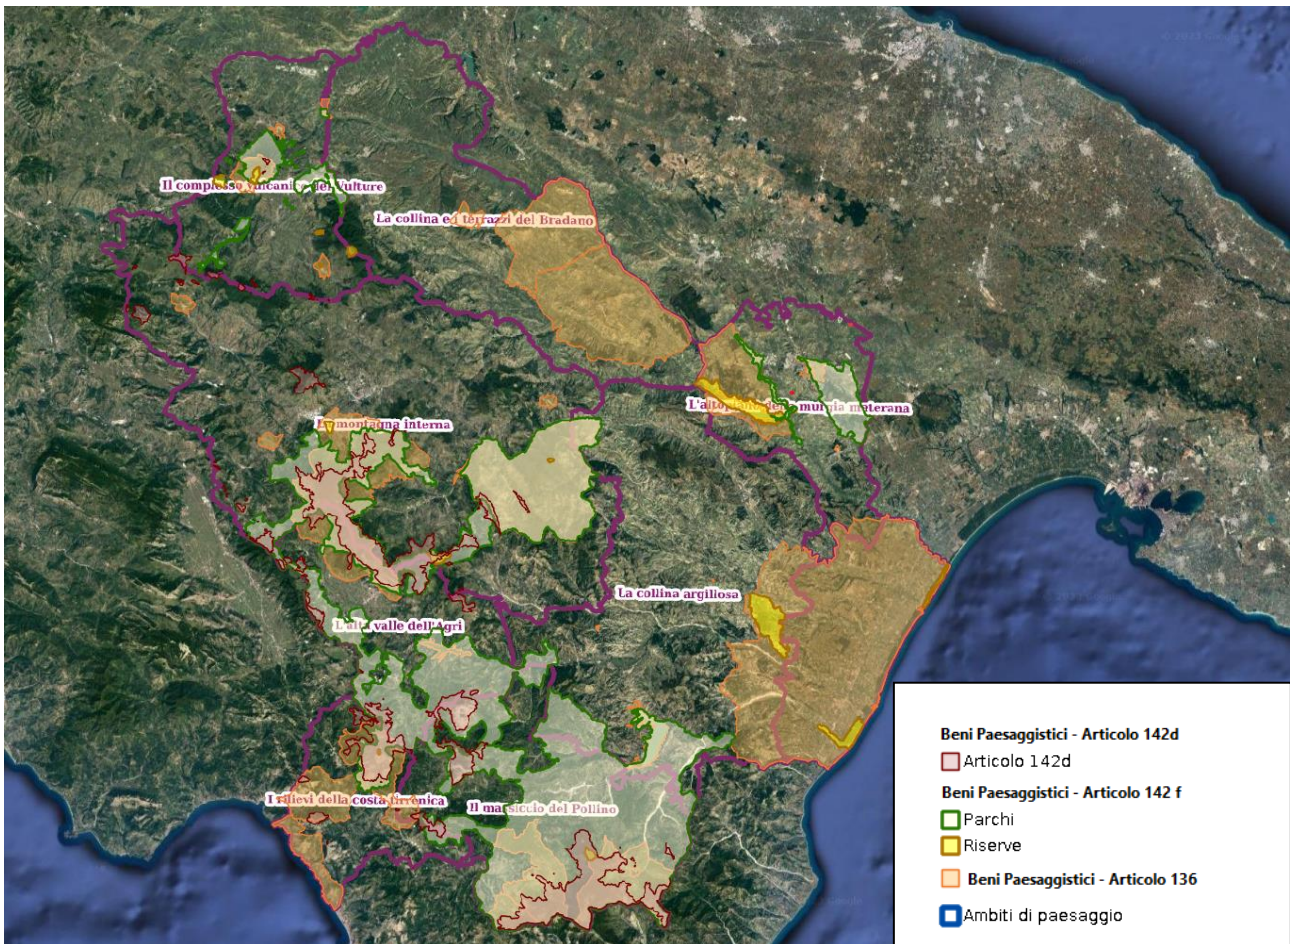 Il complesso vulcanico del Vulture
La collina e i terrazzi del Bradano
L'altopiano della murgia materana
La montagna interna
La collina argillosa
L'alta valle dell'Agri
I rilievi della costa tirrenica
Il massiccio del Pollino
Beni Paesaggistici - Articolo 142d
Articolo 142d
Beni Paesaggistici - Articolo 142 f
Parchi
Riserve
Beni Paesaggistici - Articolo 136
Ambiti di paesaggio